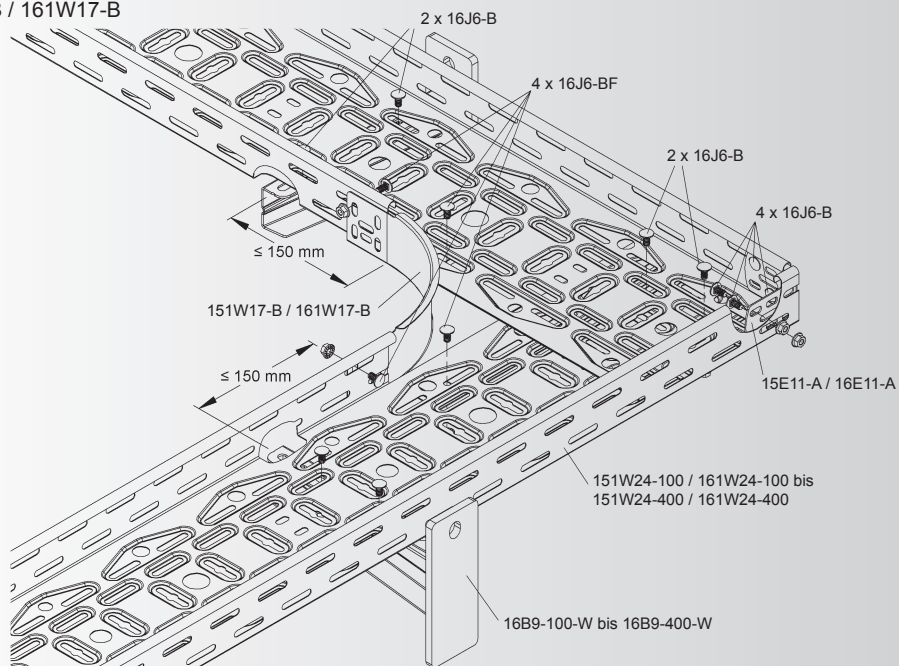 / 161W17-B
2 x 16J6-B
4 x 16J6-BF
2 x 16J6-B
4 x 16J6-B
≤ 150 mm
151W17-B / 161W17-B
≤ 150 mm
15E11-A / 16E11-A
151W24-100 / 161W24-100 bis
151W24-400 / 161W24-400
16B9-100-W bis 16B9-400-W